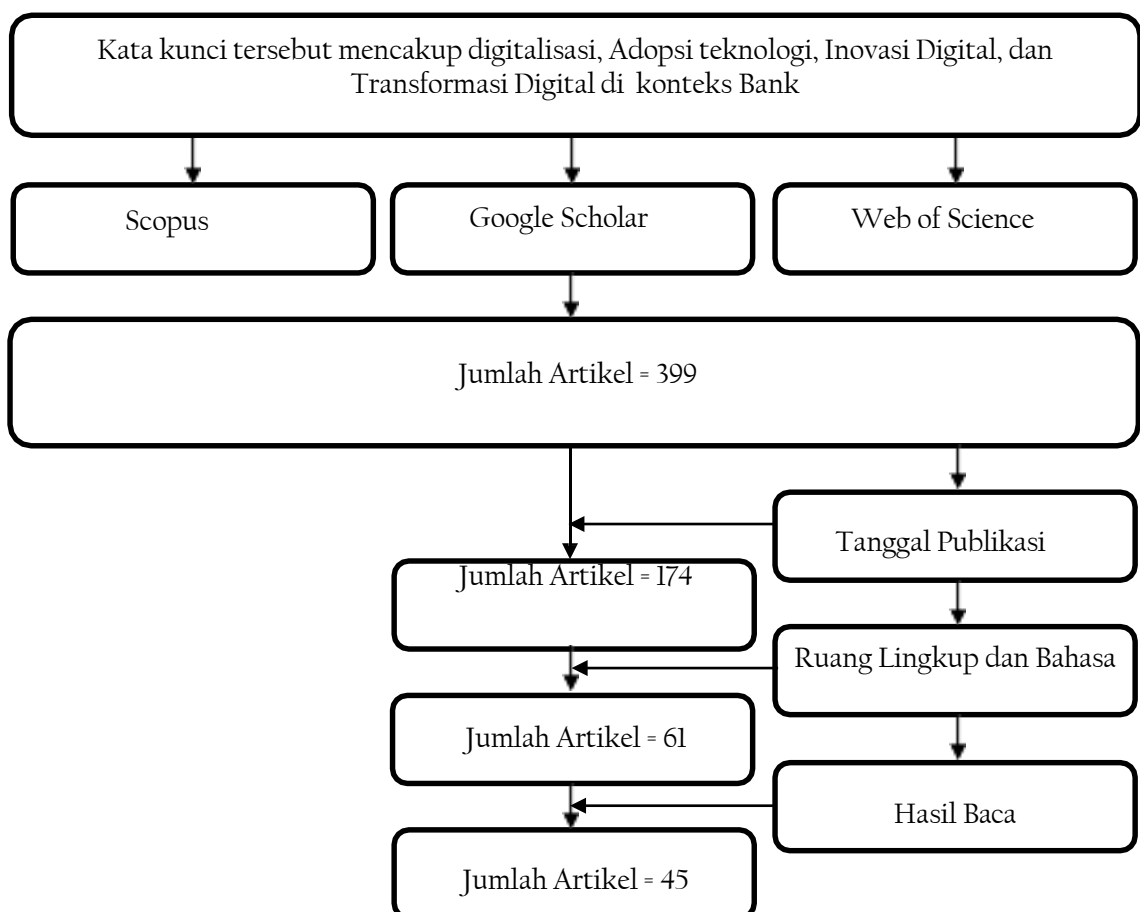 Kata kunci tersebut mencakup digitalisasi, Adopsi teknologi, Inovasi Digital, dan
Transformasi Digital di konteks Bank
Scopus
Google Scholar
Web of Science
Jumlah Artikel = 399
Tanggal Publikasi
Jumlah Artikel = 174
Ruang Lingkup dan Bahasa
Jumlah Artikel = 61
Hasil Baca
Jumlah Artikel = 45